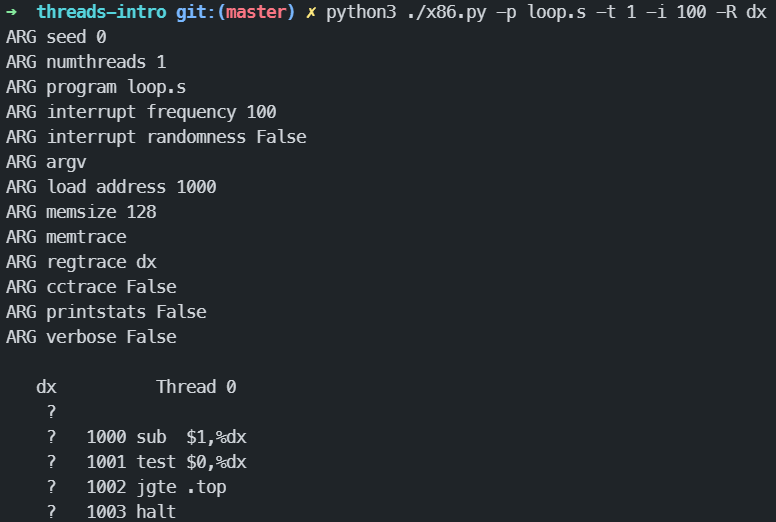 ➜  threads-intro git:(master) ✗ python3 ./x86.py -p loop.s -t 1 -i 100 -R dx
ARG seed 0
ARG numthreads 1
ARG program loop.s
ARG interrupt frequency 100
ARG interrupt randomness False
ARG argv
ARG load address 1000
ARG memsize 128
ARG memtrace
ARG regtrace dx
ARG cctrace False
ARG printstats False
ARG verbose False

   dx          Thread 0
    ?
    ?   1000 sub  $1,%dx
    ?   1001 test $0,%dx
    ?   1002 jgte .top
    ?   1003 halt